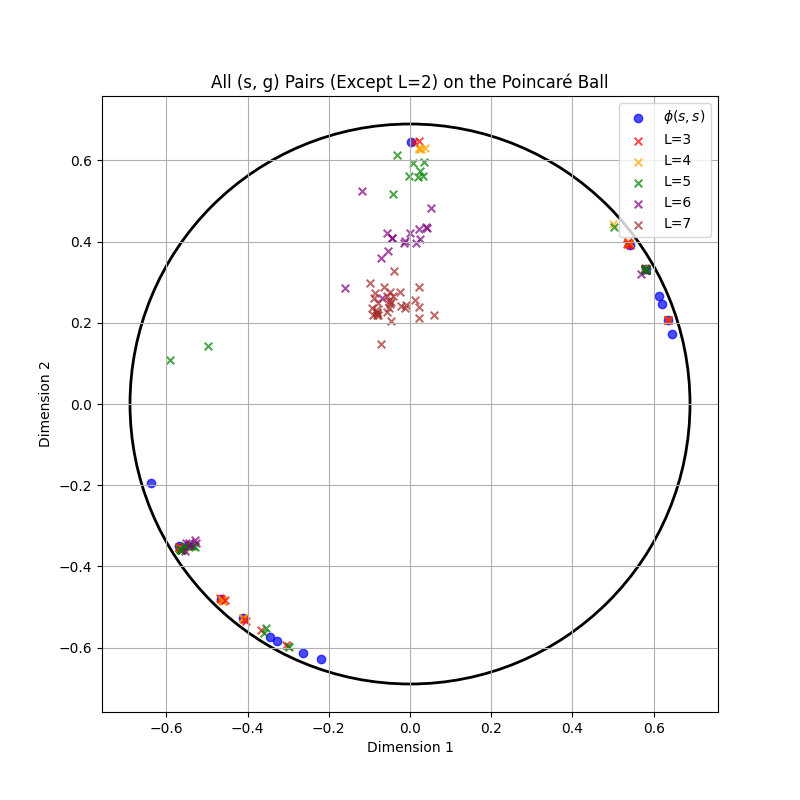 All (s, g) Pairs (Except L=2) on the Poincaré Ball
ϕ(s, s)
L=3
L=4
L=5
L=6
L=7
0.6
0.4
0.2
0.0
−0.2
−0.4
−0.6
Dimension 2
−0.6
−0.4
−0.2
0.0
0.2
0.4
0.6
Dimension 1